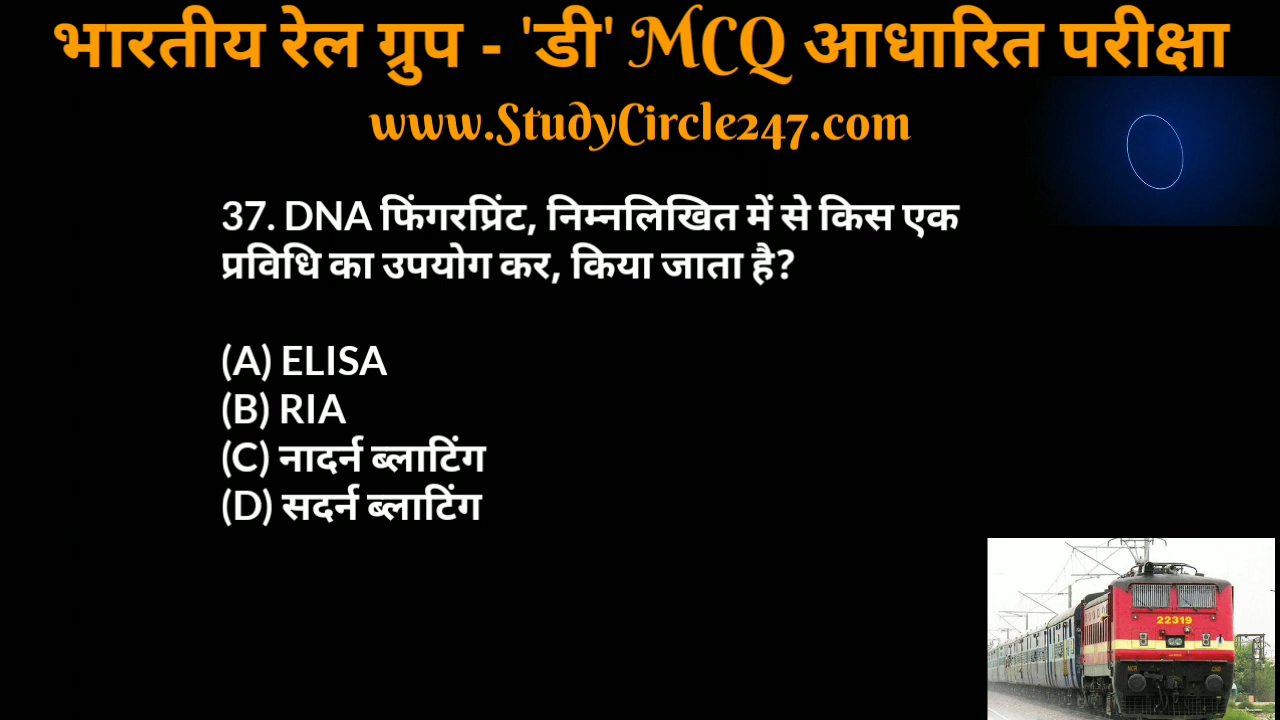 भारतीय रेल ग्रुप - 'डी' MCQ आधारित परीक्षा
www.StudyCircle247.com
37. DNA फिंगरप्रिंट, निम्नलिखित में से किस एक
प्रविधि का उपयोग कर, किया जाता है?
(A) ELISA
(B) RIA
(C) नादर्न ब्लाटिंग
(D) सदर्न ब्लाटिंग
22319